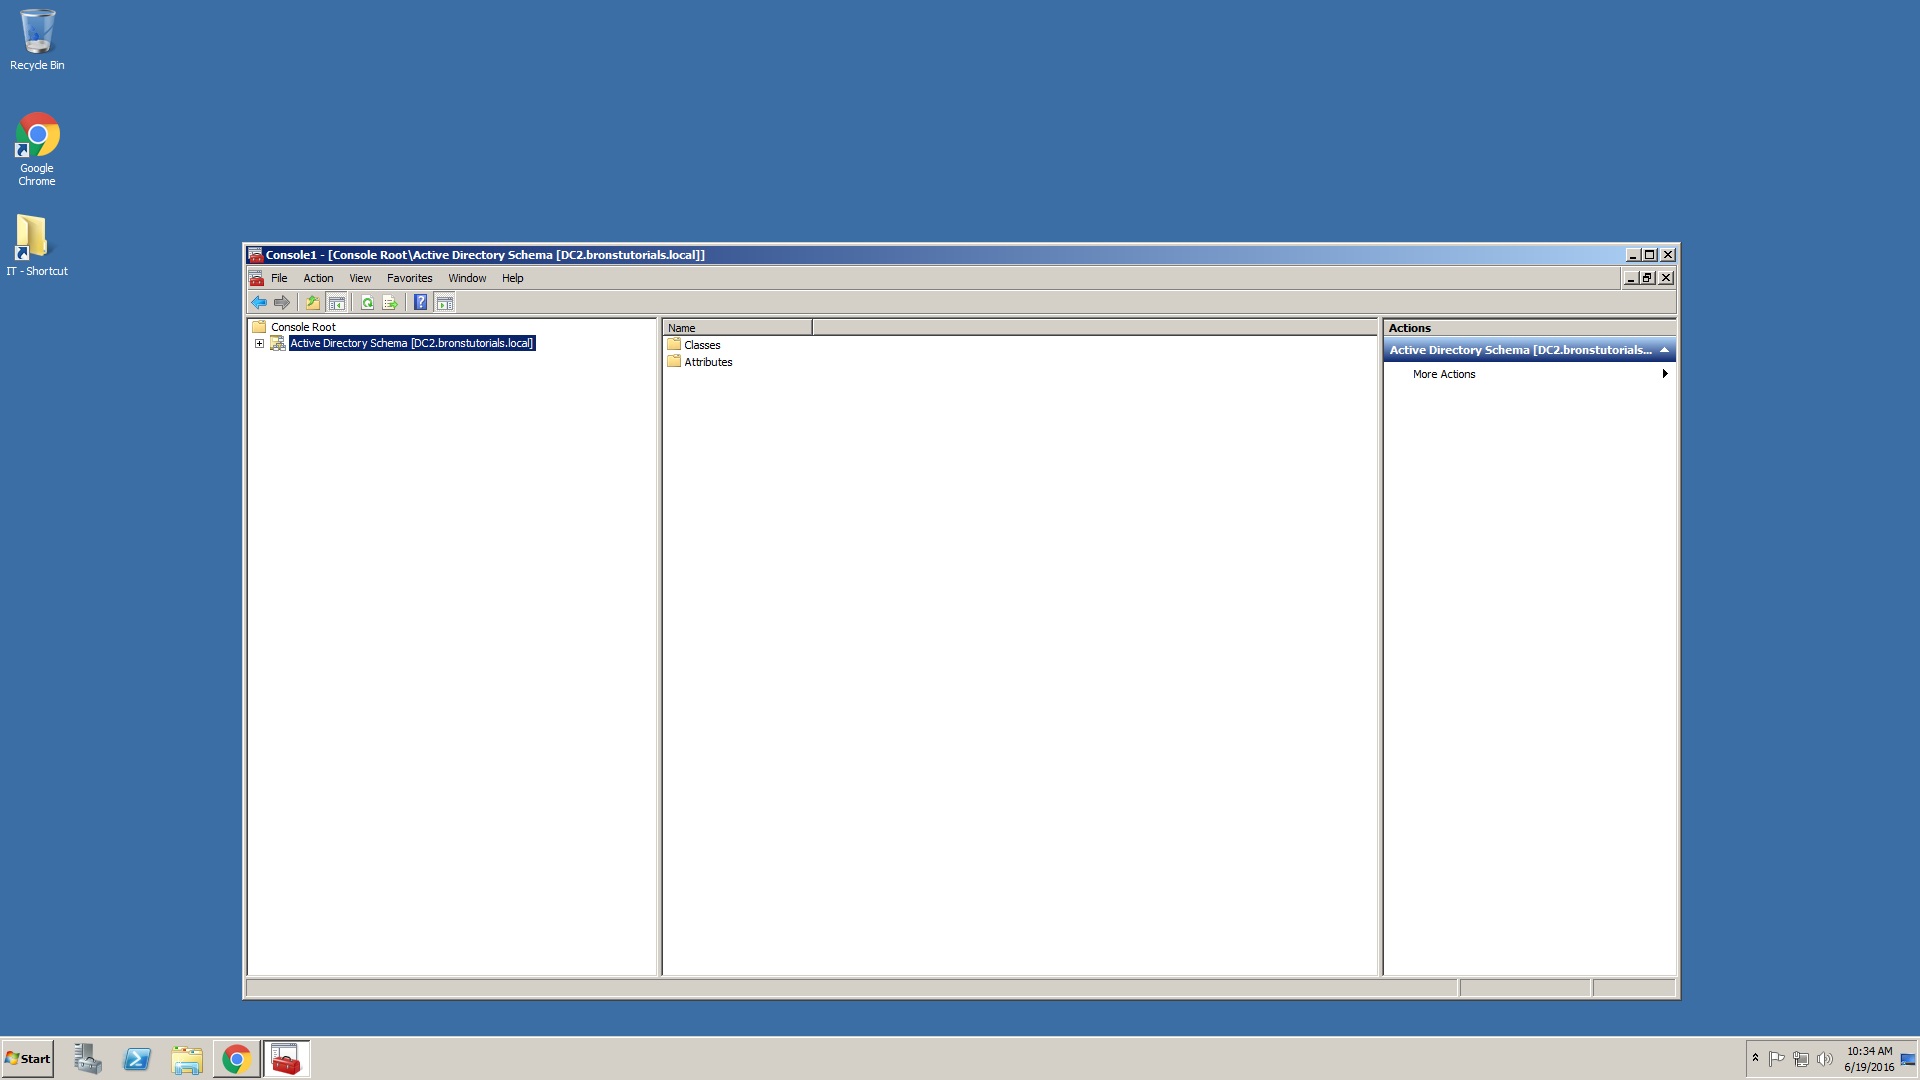 Recycle Bin
Google
Chrome
IT - Shortcut
Console1 - [Console Root\Active Directory Schema [DC2.bronstutorials.local]]
File Action View Favorites Window Help
Console Root
Active Directory Schema [DC2.bronstutorials.local]
Name
Classes
Attributes
Actions
Active Directory Schema [DC2.bronstutorials...
More Actions
Start
10:34 AM
6/19/2016